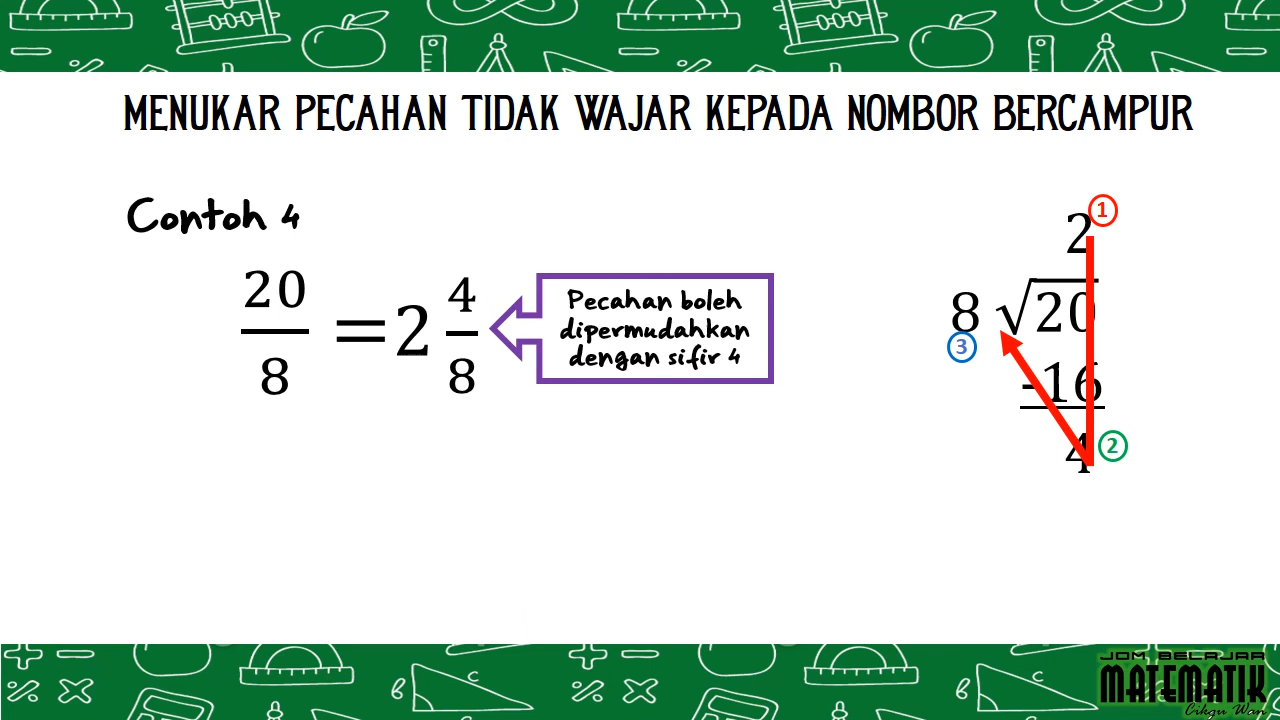 MENUKAR PECAHAN TIDAK WAJAR KEPADA NOMBOR BERCAMPUR
Contoh 4
20/8 = 2 4/8
Pecahan boleh
dipermudahkan
dengan sifir 4
2 1
8 √20
3
-16
4 2
b c
b c
JOM BELAJAR
MATEMATIK
Cikgu Wan